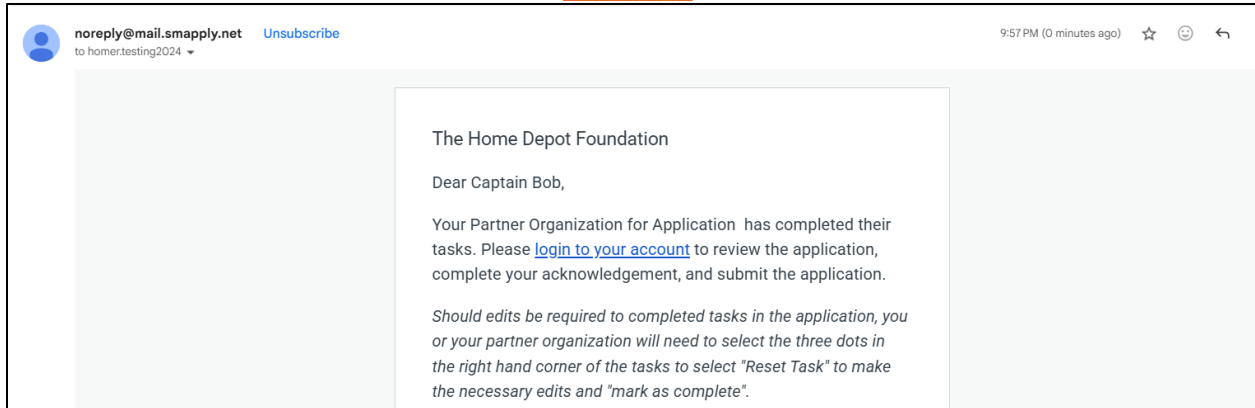 noreply@mail.smapply.net Unsubscribe 9:57 PM (0 minutes ago)
to homer.testing2024
The Home Depot Foundation
Dear Captain Bob,
Your Partner Organization for Application has completed their
tasks. Please login to your account to review the application,
complete your acknowledgement, and submit the application.
Should edits be required to completed tasks in the application, you
or your partner organization will need to select the three dots in
the right hand corner of the tasks to select "Reset Task" to make
the necessary edits and "mark as complete".